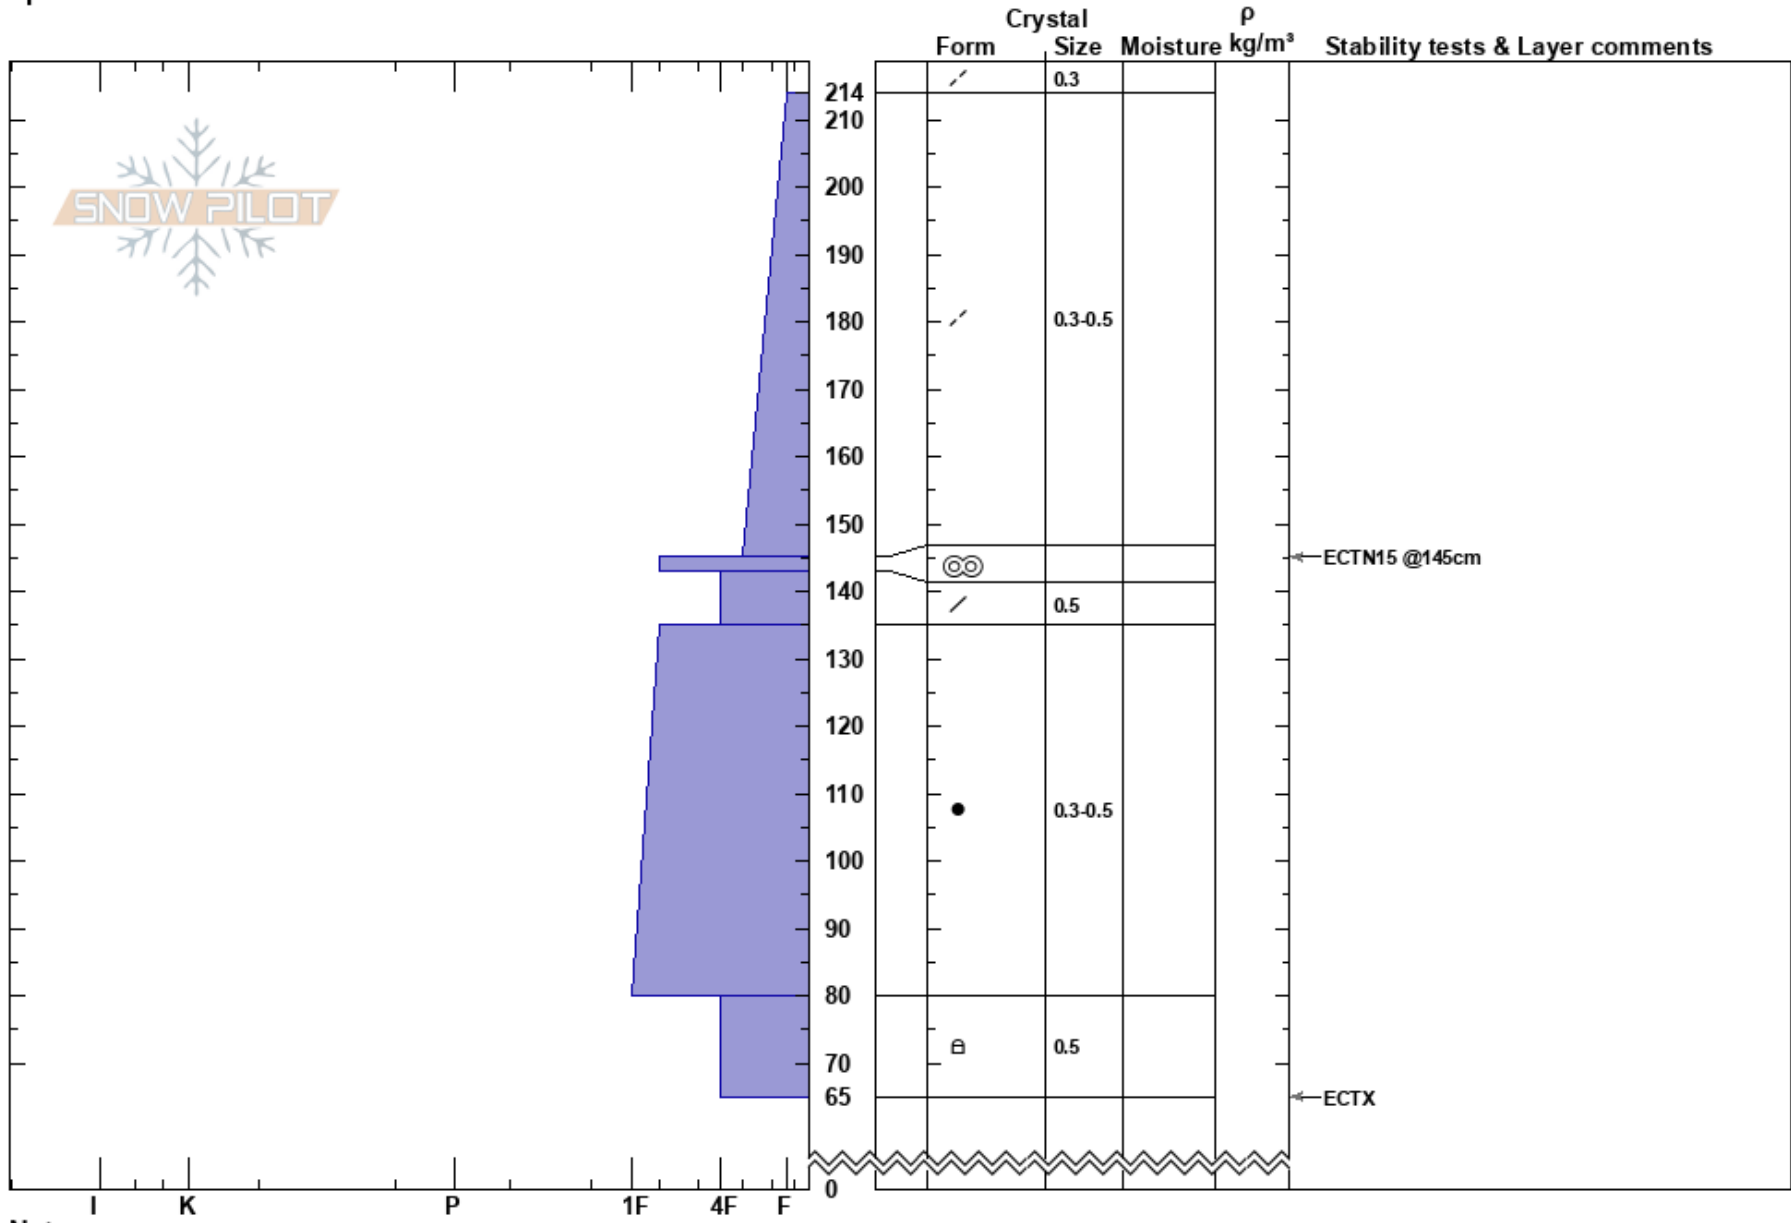 Crystal
ρ
Form Size Moisture kg/m³ Stability tests & Layer comments
0.3
214
210
SNOW PILOT
200
190
180 0.3-0.5
170
160
150
ECTN15 @145cm
140
0.5
130
120
110 0.3-0.5
100
90
80
0.5
70
65 ECTX
0
I K P 1F 4F F